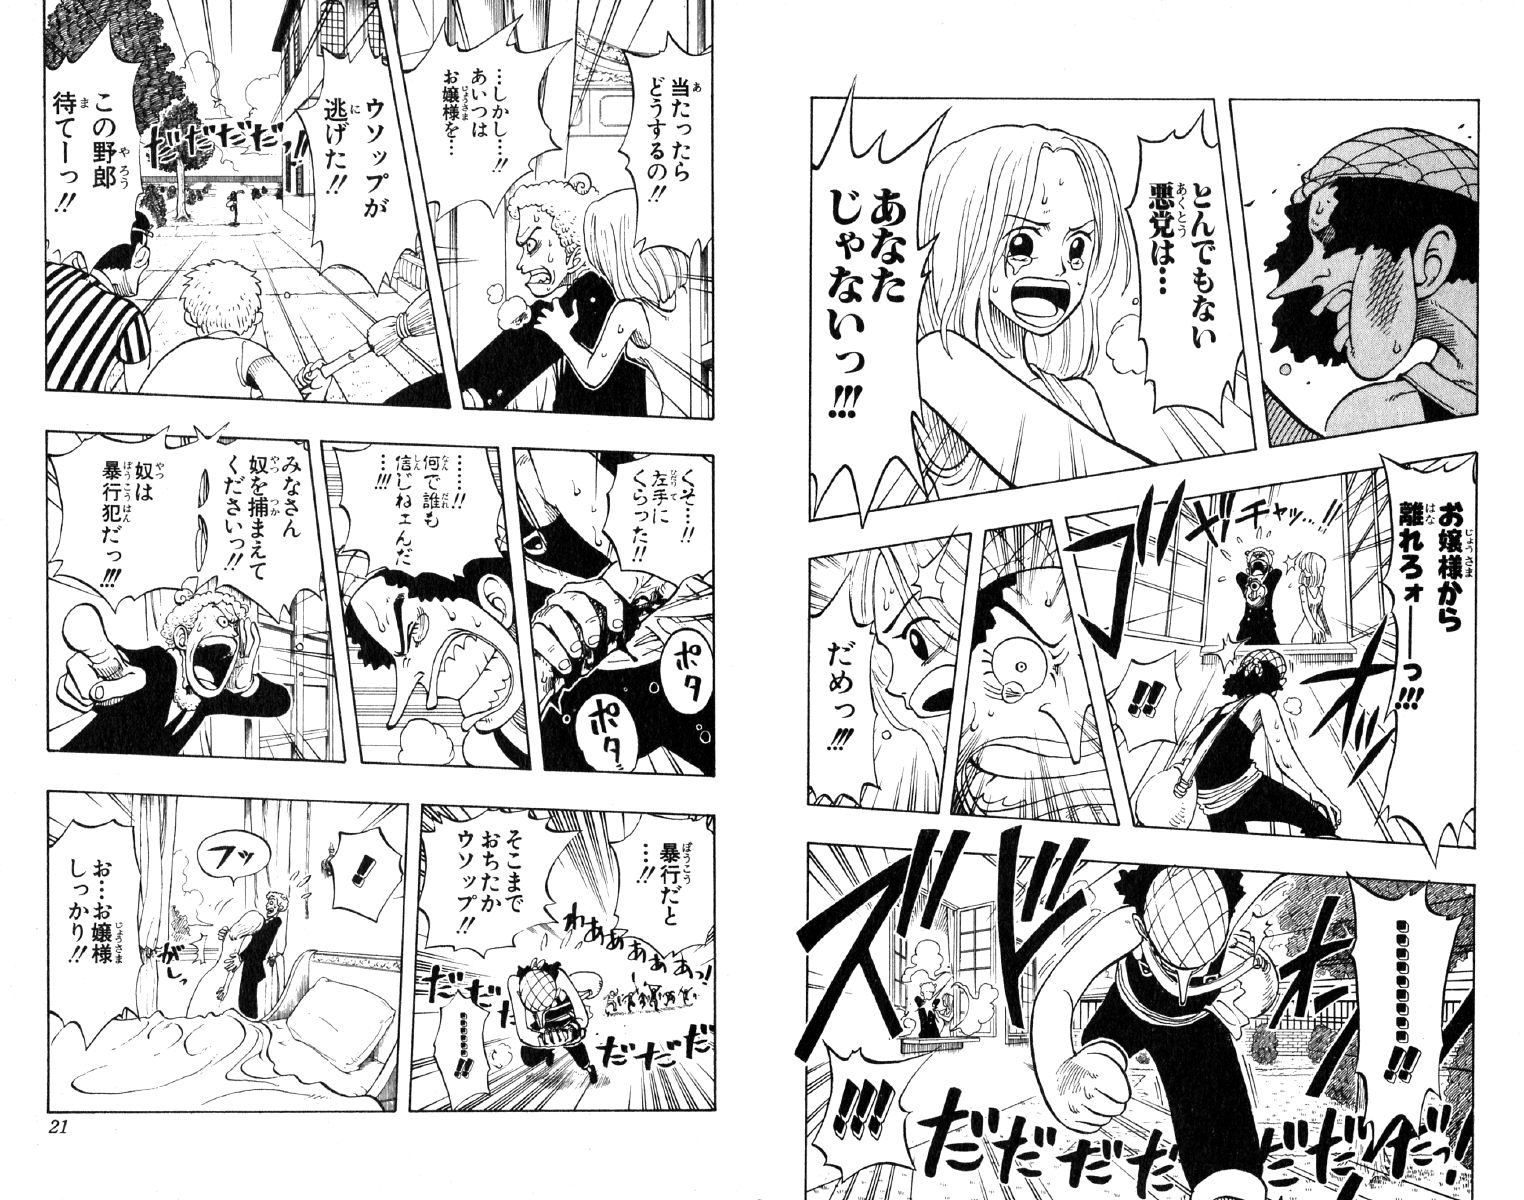 とんでもない
悪党は…
あなた
じゃないっ!!!
お嬢様から
離れろォーーーっ!!!
チャッ…!!
ズドン
!!
だめっ!!!
…………!!
ズドン
!!!
だだだだだだだっ!
当たったら
どうするの!!
…しかし…!!
あいつは
お嬢様を…
ウソップが
逃げた!!
だだだだだっ!!
この野郎
待てーっ!!
くそ…!!
左手に
くらった!!
ポタ
ポタ
……!!
何で誰も
信じねェんだ
…!!!
みなさん
奴を捕まえて
くださいっ!!
奴は
暴行犯だっ!!!
暴行だと
…!!
そこまで
おちたか
ウソップ!!
わああああああっ!
だだだ
だだだ
……!!
!
フッ
がしっ
お…お嬢様
しっかり!!
21